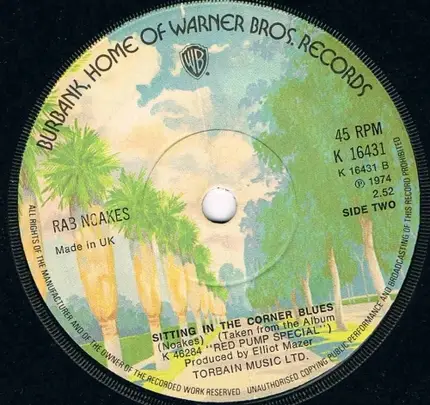 BURBANK, HOME OF WARNER BROS. RECORDS
WB
45 RPM
K 16431
K 16431 B
℗ 1974
2.52
SIDE TWO
RAB NOAKES
Made in UK
SITTING IN THE CORNER BLUES
(Noakes) (Taken from the Album
K 46284 "RED PUMP SPECIAL")
Produced by Elliot Mazer
TORBAIN MUSIC LTD.
ALL RIGHTS OF THE MANUFACTURER AND OF THE OWNER OF THE RECORDED WORK RESERVED. UNAUTHORISED COPYING PUBLIC PERFORMANCE AND BROADCASTING OF THIS RECORD PROHIBITED